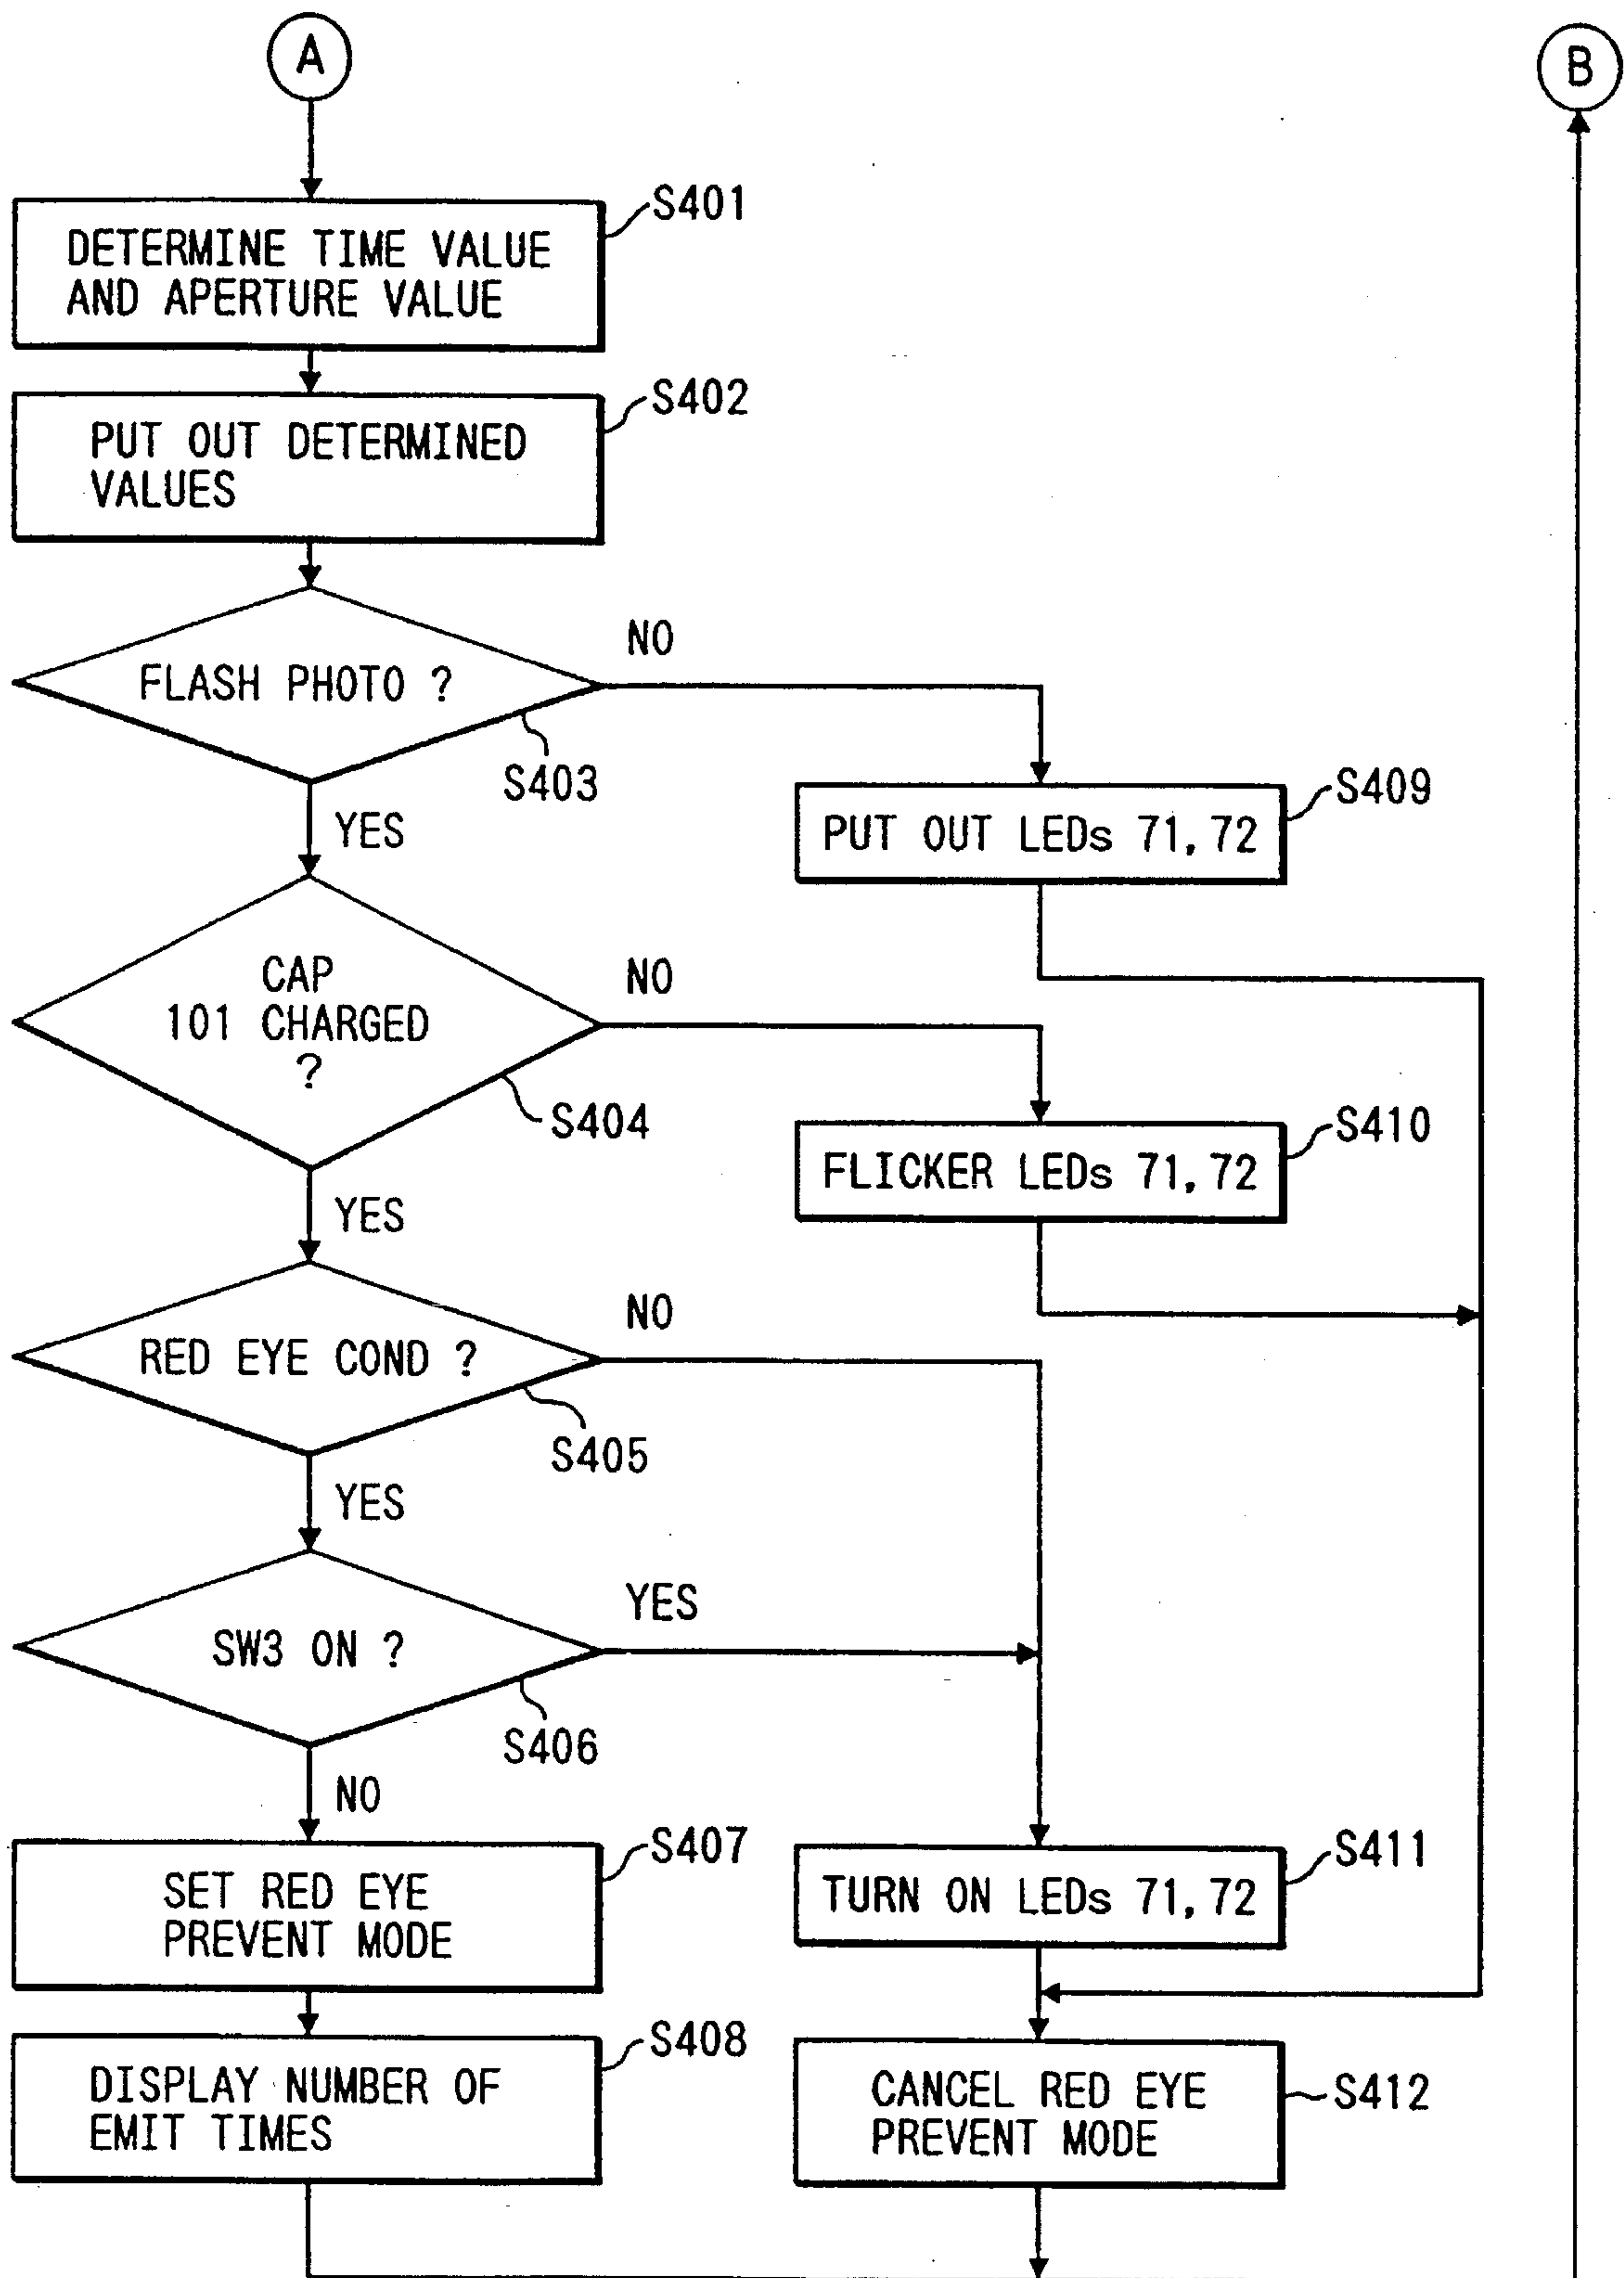 A
B
S401
DETERMINE TIME VALUE
AND APERTURE VALUE
S402
PUT OUT DETERMINED
VALUES
NO
FLASH PHOTO ?
S403
YES
S409
PUT OUT LEDs 71, 72
CAP
101 CHARGED
?
NO
S404
YES
S410
FLICKER LEDs 71, 72
NO
RED EYE COND ?
S405
YES
YES
SW3 ON ?
S406
NO
S407
SET RED EYE
PREVENT MODE
S411
TURN ON LEDs 71, 72
S408
DISPLAY NUMBER OF
EMIT TIMES
S412
CANCEL RED EYE
PREVENT MODE